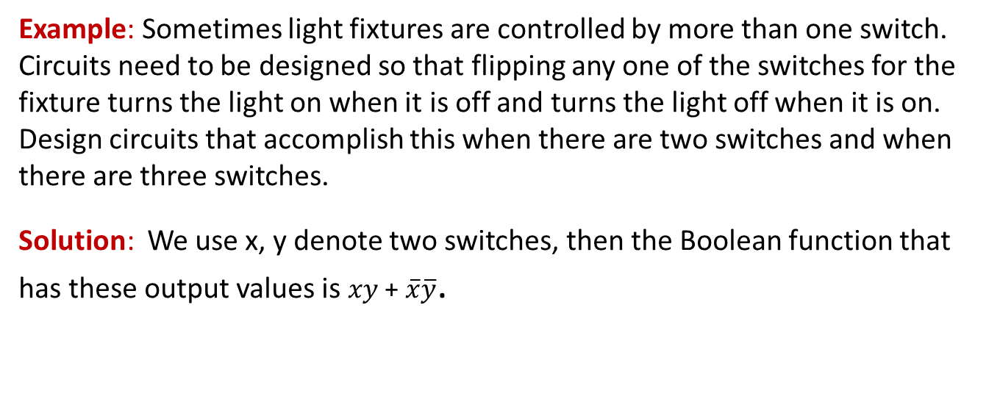 Example: Sometimes light fixtures are controlled by more than one switch.
Circuits need to be designed so that flipping any one of the switches for the
fixture turns the light on when it is off and turns the light off when it is on.
Design circuits that accomplish this when there are two switches and when
there are three switches.
Solution: We use x, y denote two switches, then the Boolean function that
has these output values is xy + x̄ȳ.